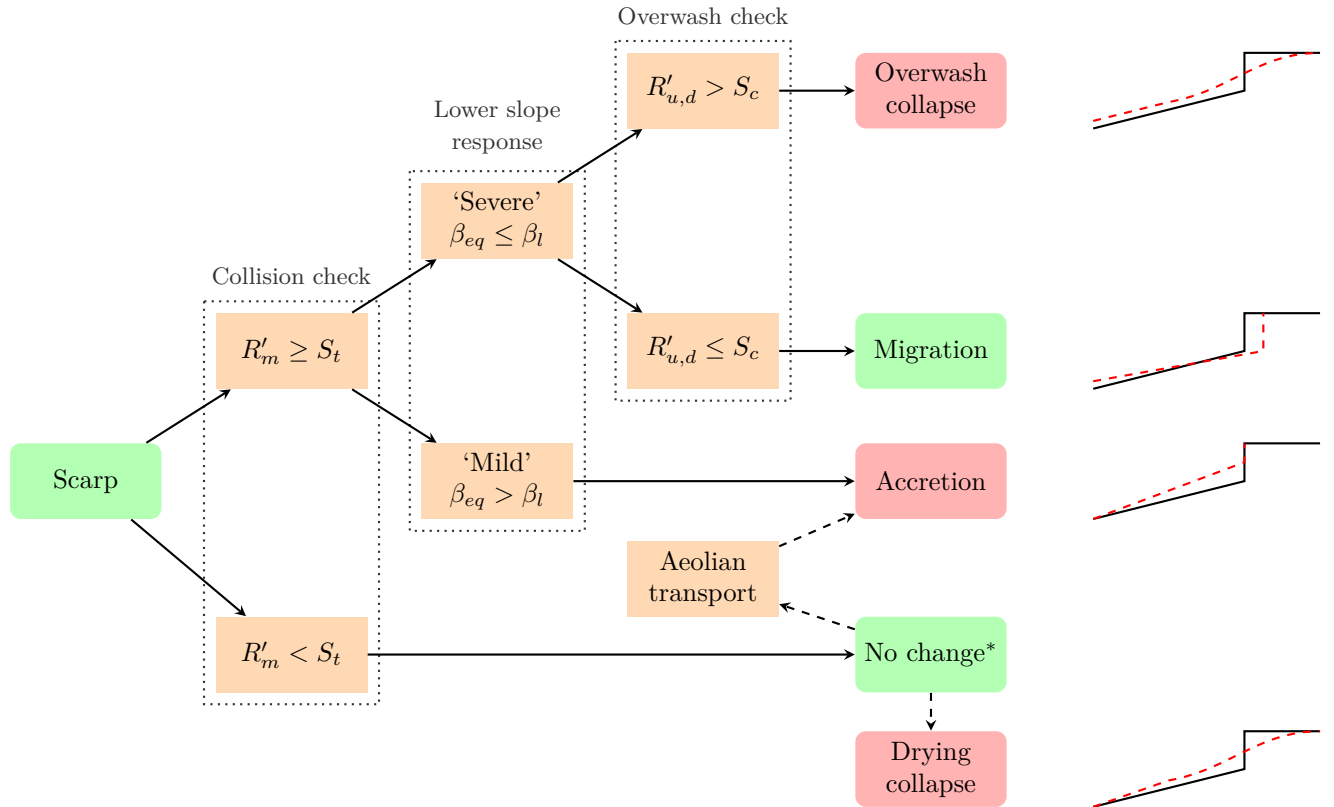 Overwash check
R′u,d > Sc
Overwash
collapse
Lower slope
response
‘Severe’
βeq ≤ βl
Collision check
R′m ≥ St
R′u,d ≤ Sc
Migration
Scarp
‘Mild’
βeq > βl
Accretion
Aeolian
transport
R′m < St
No change*
Drying
collapse